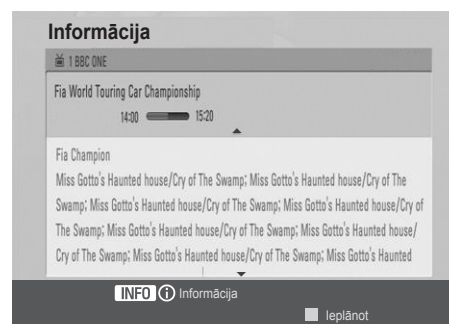 Informācija
1 BBC ONE
Fia World Touring Car Championship
14:00 15:20
Fia Champion
Miss Gotto's Haunted house/Cry of The Swamp; Miss Gotto's Haunted house/Cry of The
Swamp; Miss Gotto's Haunted house/Cry of The Swamp; Miss Gotto's Haunted house/Cry of
The Swamp; Miss Gotto's Haunted house/Cry of The Swamp; Miss Gotto's Haunted house/
Cry of The Swamp; Miss Gotto's Haunted house/Cry of The Swamp; Miss Gotto's Haunted
INFO i Informācija
Ieplānot